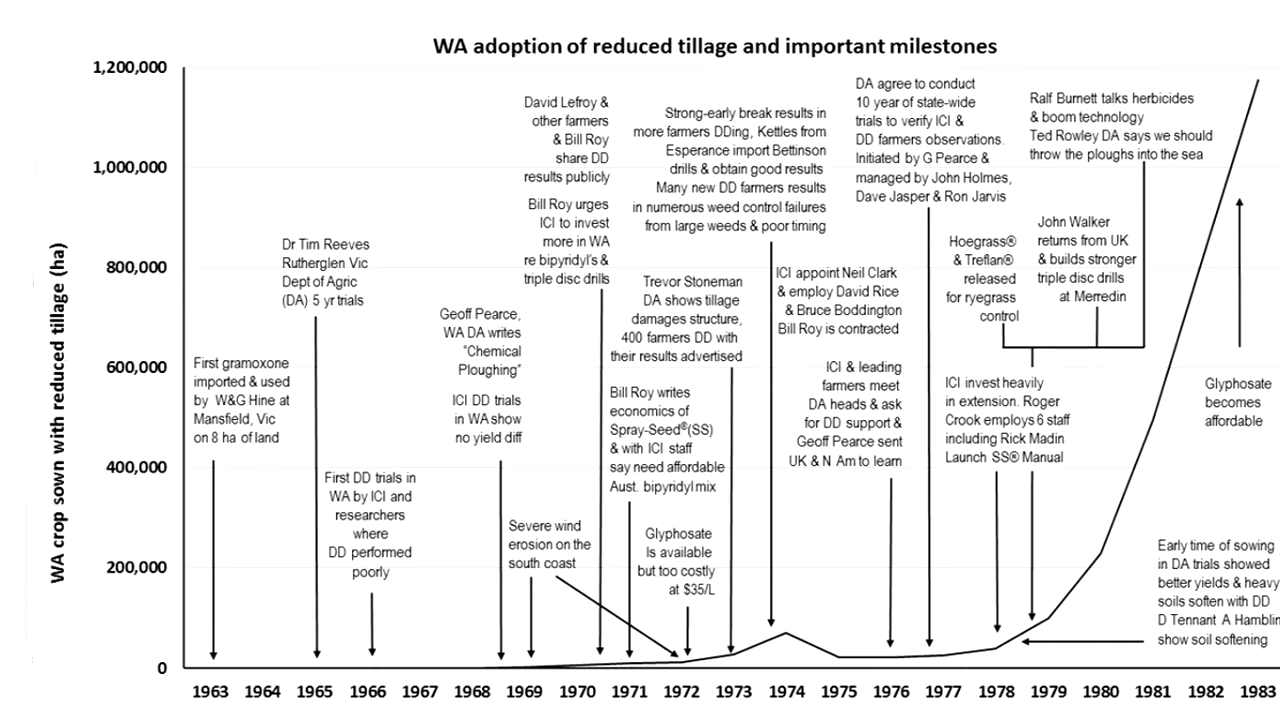 WA adoption of reduced tillage and important milestones
WA crop sown with reduced tillage (ha)
1,200,000
1,000,000
800,000
600,000
400,000
200,000
0
First gramoxone
imported & used
by W&G Hine at
Mansfield, Vic
on 8 ha of land
Dr Tim Reeves
Rutherglen Vic
Dept of Agric
(DA) 5 yr trials
First DD trials in
WA by ICI and
researchers
where
DD performed
poorly
Geoff Pearce,
WA DA writes
"Chemical
Ploughing"
ICI DD trials
in WA show
no yield diff
Severe wind
erosion on the
south coast
David Lefroy &
other farmers
& Bill Roy
share DD
results publicly
Bill Roy urges
ICI to invest
more in WA
re bipyridyl's &
triple disc drills
Bill Roy writes
economics of
Spray-Seed®(SS)
& with ICI staff
say need affordable
Aust. bipyridyl mix
Glyphosate
Is available
but too costly
at $35/L
Trevor Stoneman
DA shows tillage
damages structure,
400 farmers DD with
their results advertised
Strong-early break results in
more farmers DDing, Kettles from
Esperance import Bettinson
drills & obtain good results
Many new DD farmers results
in numerous weed control failures
from large weeds & poor timing
ICI appoint Neil Clark
& employ David Rice
& Bruce Boddington
Bill Roy is contracted
ICI & leading
farmers meet
DA heads & ask
for DD support &
Geoff Pearce sent
UK & N Am to learn
DA agree to conduct
10 year of state-wide
trials to verify ICI &
DD farmers observations.
Initiated by G Pearce &
managed by John Holmes,
Dave Jasper & Ron Jarvis
Hoegrass®
& Treflan®
released
for ryegrass
control
John Walker
returns from UK
& builds stronger
triple disc drills
at Merredin
Ralf Burnett talks herbicides
& boom technology
Ted Rowley DA says we should
throw the ploughs into the sea
ICI invest heavily
in extension. Roger
Crook employs 6 staff
including Rick Madin
Launch SS® Manual
Glyphosate
becomes
affordable
Early time of sowing
in DA trials showed
better yields & heavy
soils soften with DD
D Tennant A Hamblin
show soil softening
1963 1964 1965 1966 1967 1968 1969 1970 1971 1972 1973 1974 1975 1976 1977 1978 1979 1980 1981 1982 1983